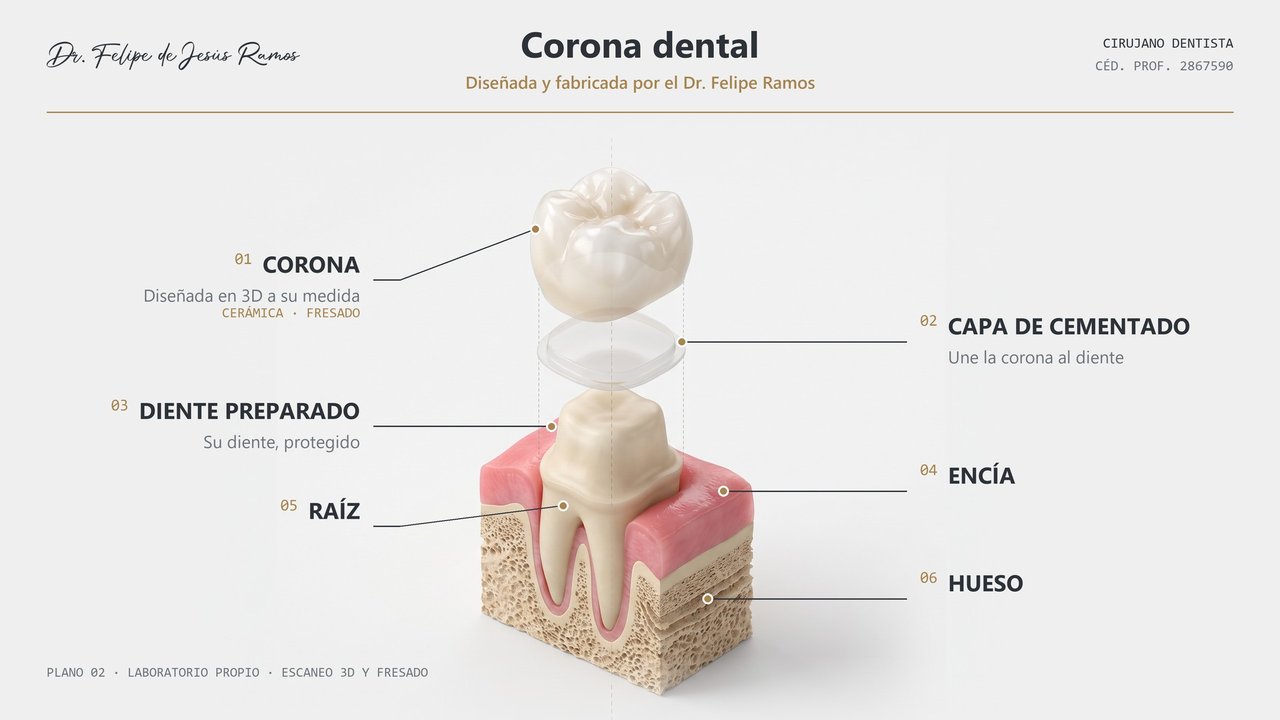 Dr. Felipe de Jesús Ramos
Corona dental
Diseñada y fabricada por el Dr. Felipe Ramos
CIRUJANO DENTISTA
CÉD. PROF. 2867590
01 CORONA
Diseñada en 3D a su medida
CERÁMICA · FRESADO
02 CAPA DE CEMENTADO
Une la corona al diente
03 DIENTE PREPARADO
Su diente, protegido
04 ENCÍA
05 RAÍZ
06 HUESO
PLANO 02 · LABORATORIO PROPIO · ESCANEO 3D Y FRESADO